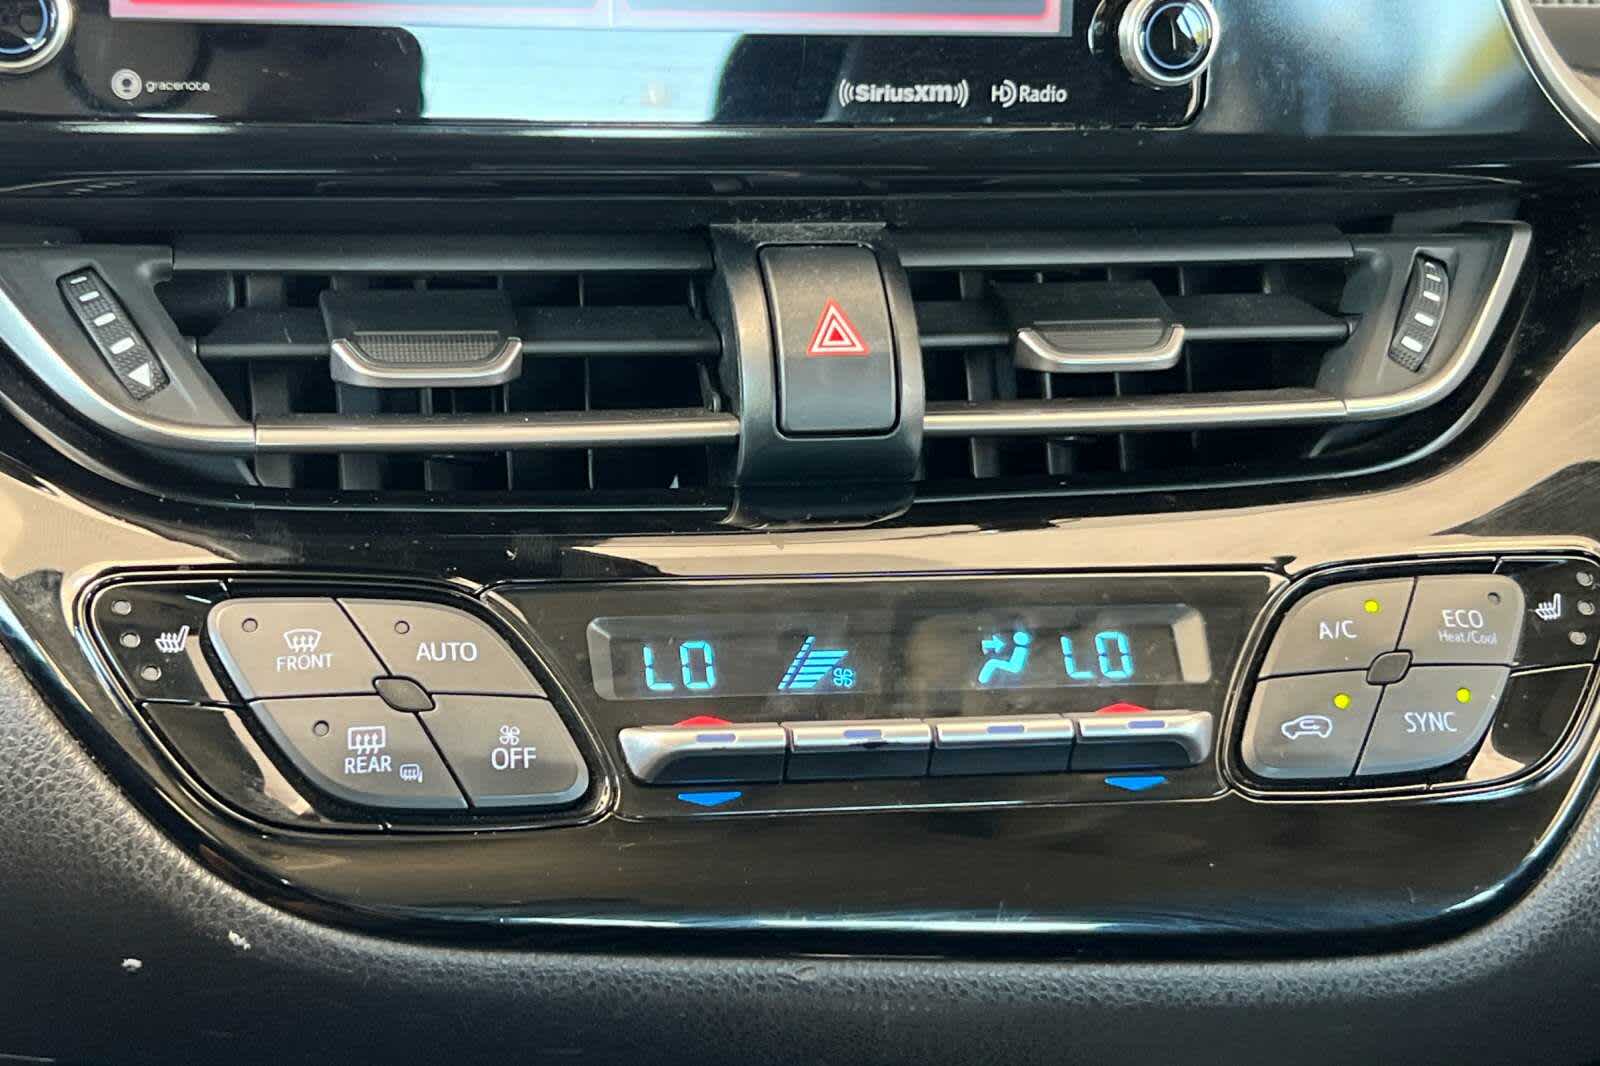 gracenote
SiriusXM
HD Radio
FRONT
AUTO
REAR
OFF
LO
LO
A/C
ECO
Heat/Cool
SYNC